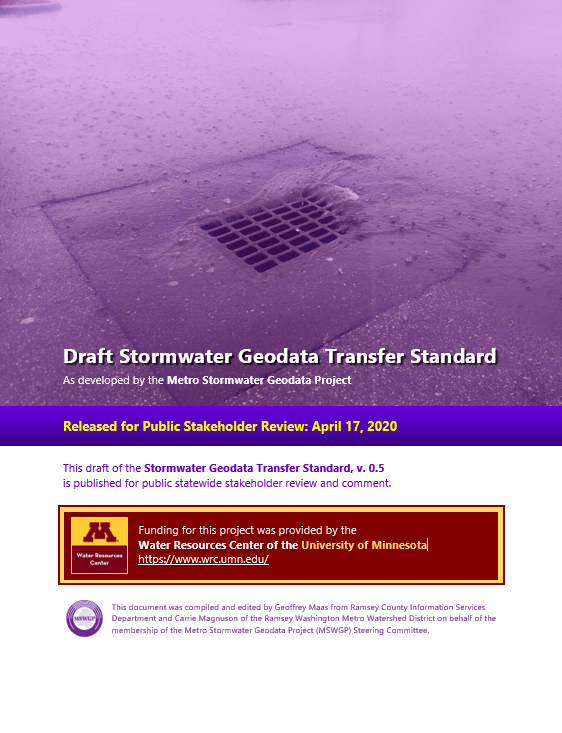 Draft Stormwater Geodata Transfer Standard
As developed by the Metro Stormwater Geodata Project
Released for Public Stakeholder Review: April 17, 2020
This draft of the Stormwater Geodata Transfer Standard, v. 0.5
is published for public statewide stakeholder review and comment.
M
Water Resources
Center
Funding for this project was provided by the
Water Resources Center of the University of Minnesota
https://www.wrc.umn.edu/
MSWGP
This document was compiled and edited by Geoffrey Maas from Ramsey County Information Services
Department and Carrie Magnuson of the Ramsey Washington Metro Watershed District on behalf of the
membership of the Metro Stormwater Geodata Project (MSWGP) Steering Committee.